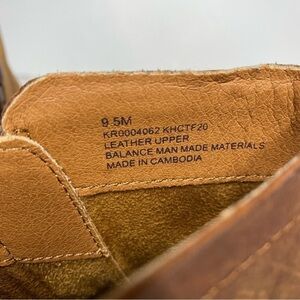 9.5M
KR0004062 KHCTF20
LEATHER UPPER
BALANCE MAN MADE MATERIALS
MADE IN CAMBODIA